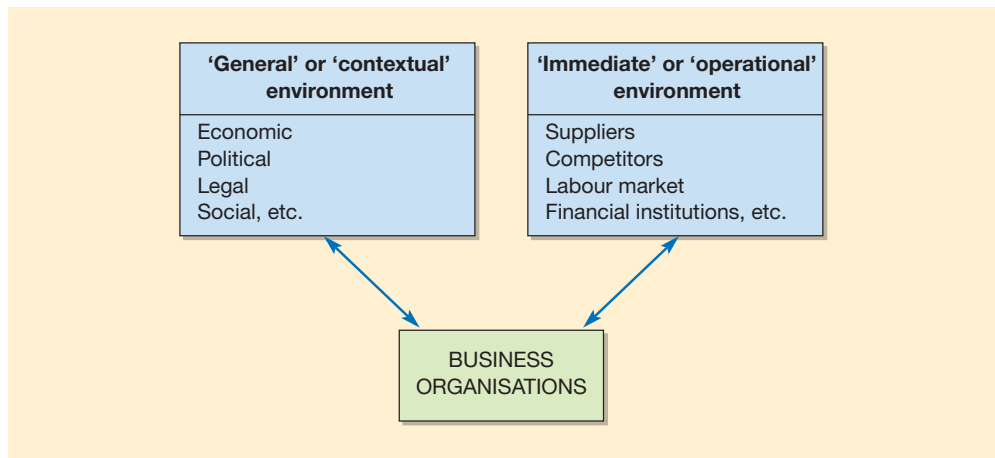 ‘General’ or ‘contextual’
environment
Economic
Political
Legal
Social, etc.
‘Immediate’ or ‘operational’
environment
Suppliers
Competitors
Labour market
Financial institutions, etc.
BUSINESS
ORGANISATIONS